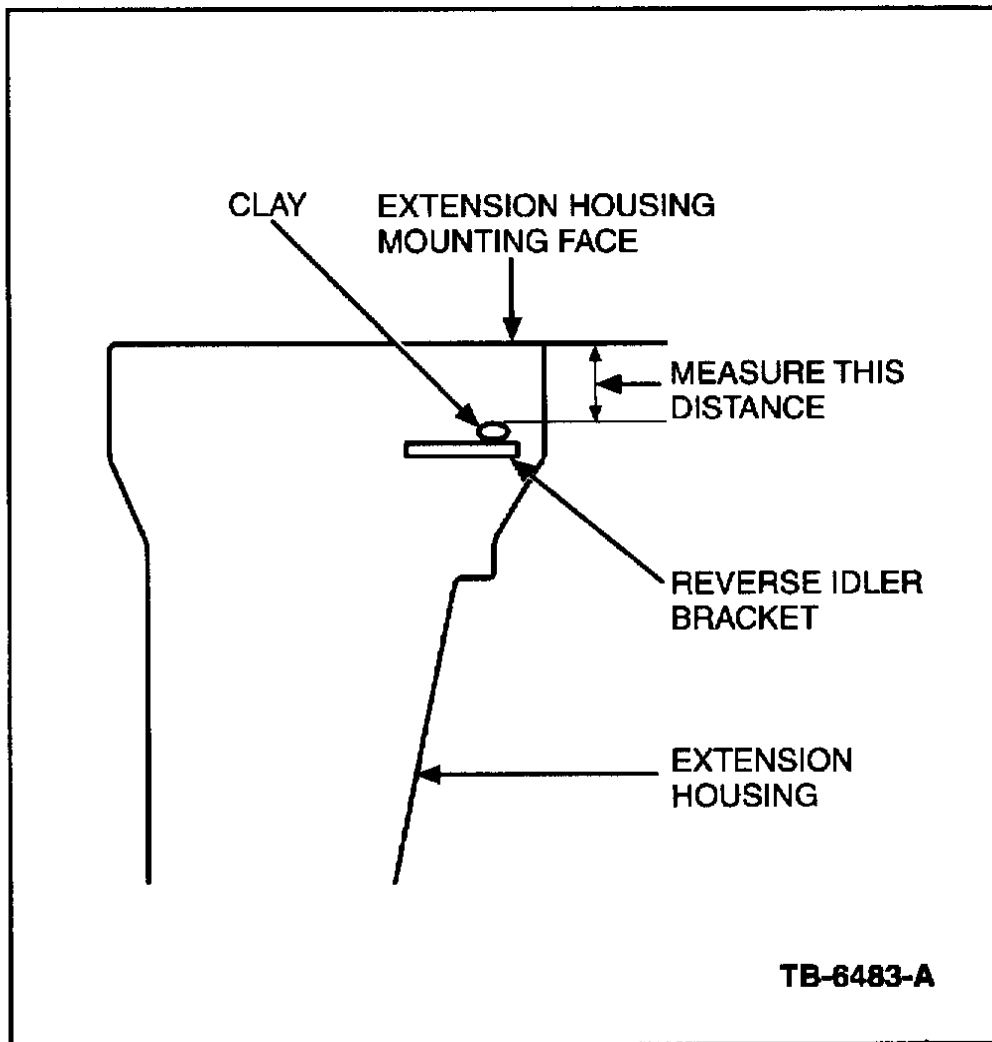 CLAY
EXTENSION HOUSING
MOUNTING FACE
MEASURE THIS
DISTANCE
REVERSE IDLER
BRACKET
EXTENSION
HOUSING
TB-6483-A